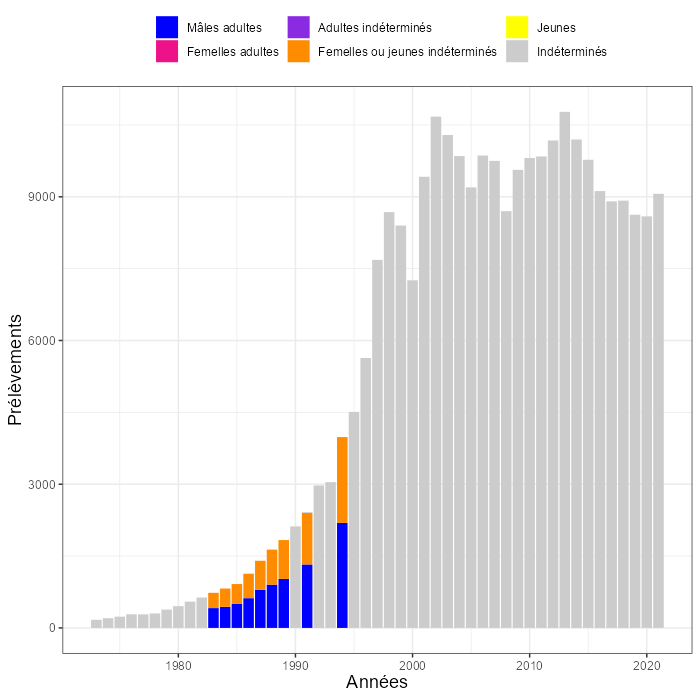 Mâles adultes Adultes indéterminés Jeunes
Femelles adultes Femelles ou jeunes indéterminés Indéterminés
9000
6000
3000
0
Prélèvements
1980 1990 2000 2010 2020
Années